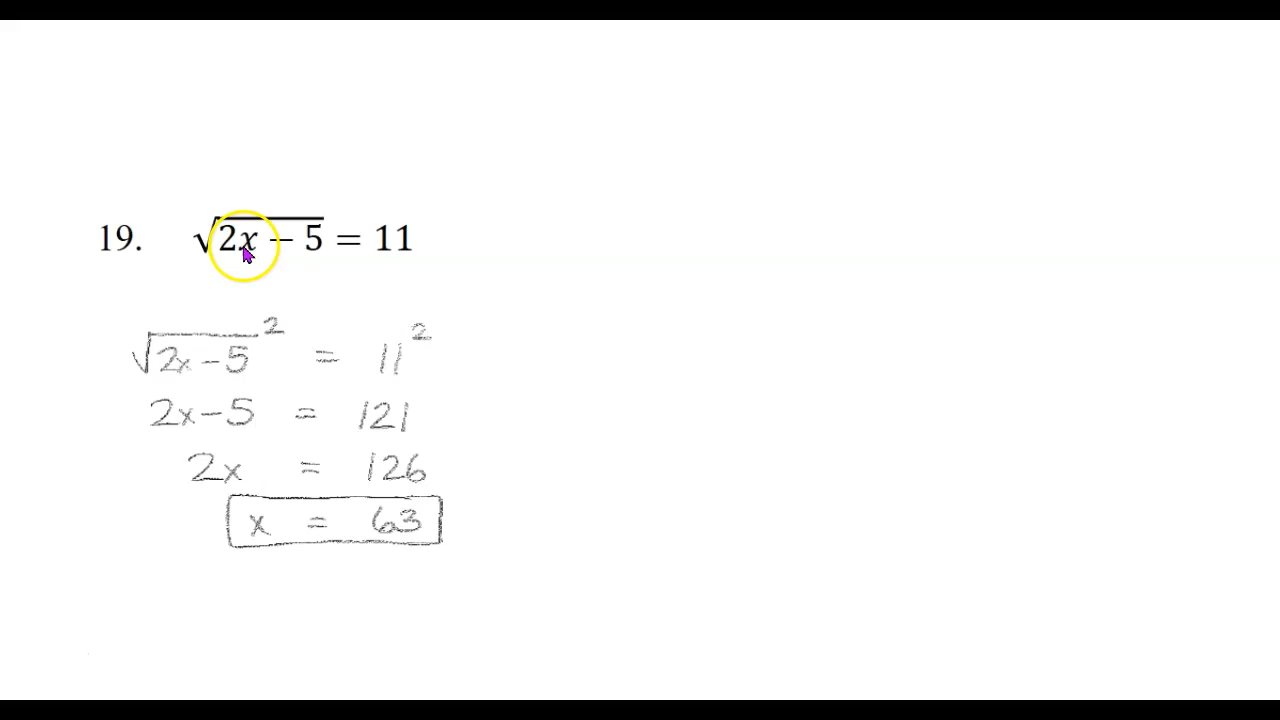 19. √2x − 5 = 11
√2x − 5² = 11²
2x − 5 = 121
2x = 126
x = 63